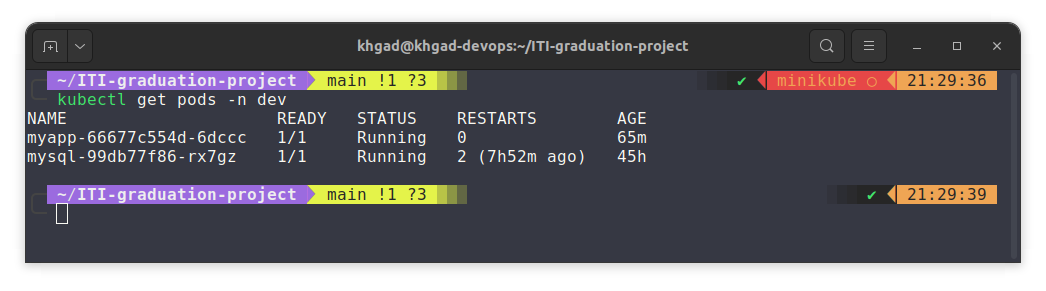 khgad@khgad-devops:~/ITI-graduation-project
~/ITI-graduation-project main !1 ?3 ✔ minikube ○ 21:29:36
kubectl get pods -n dev
NAME READY STATUS RESTARTS AGE
myapp-66677c554d-6dccc 1/1 Running 0 65m
mysql-99db77f86-rx7gz 1/1 Running 2 (7h52m ago) 45h
~/ITI-graduation-project main !1 ?3 ✔ 21:29:39